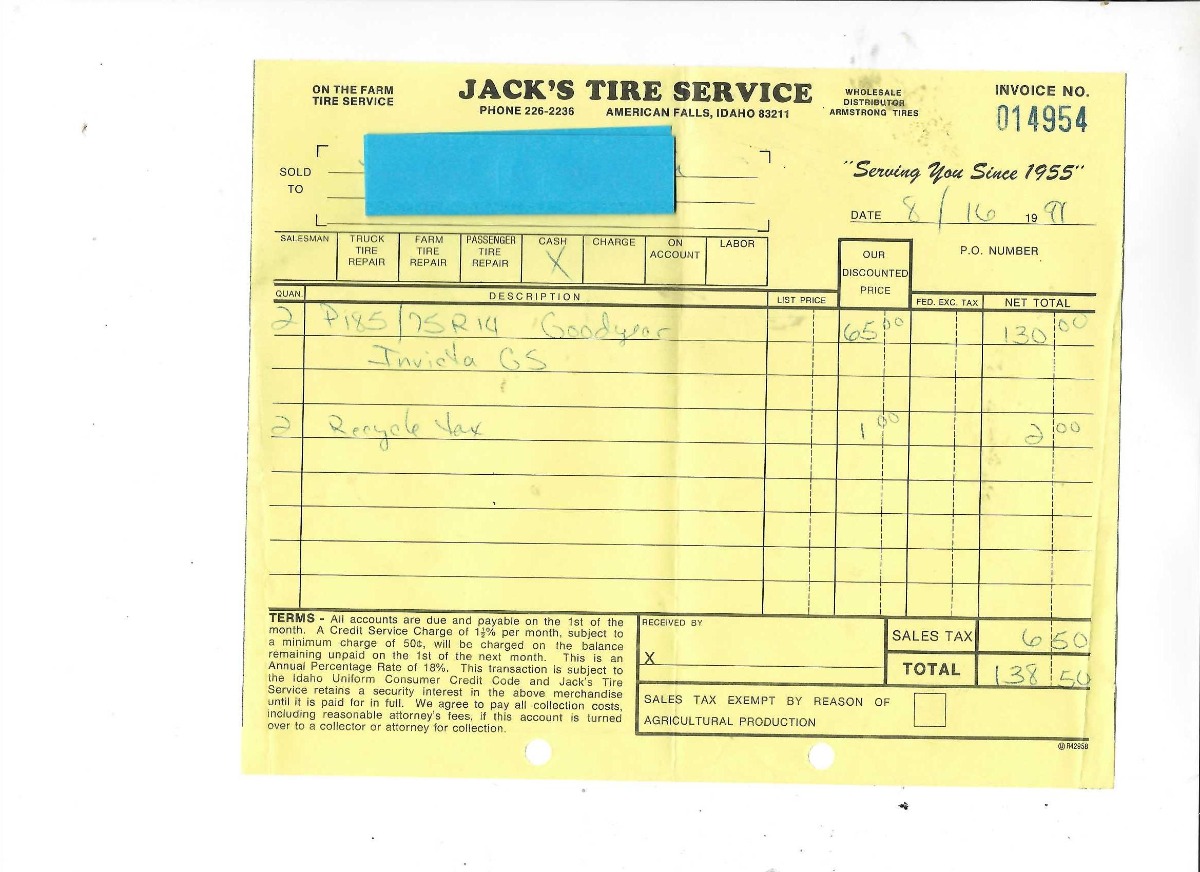 ON THE FARM
TIRE SERVICE
JACK'S TIRE SERVICE
PHONE 226-2236 AMERICAN FALLS, IDAHO 83211
WHOLESALE
DISTRIBUTOR
ARMSTRONG TIRES
INVOICE NO.
014954
SOLD
TO
"Serving You Since 1955"
DATE 8/16 1991
SALESMAN
TRUCK
TIRE
REPAIR
FARM
TIRE
REPAIR
PASSENGER
TIRE
REPAIR
CASH
X
CHARGE
ON
ACCOUNT
LABOR
OUR
DISCOUNTED
PRICE
P.O. NUMBER
QUAN. DESCRIPTION LIST PRICE FED. EXC. TAX NET TOTAL
2 P185/75R14 Goodyear 65 00 130 00
Invicta GS
2 Recycle tax 1 00 2 00
TERMS - All accounts are due and payable on the 1st of the
month. A Credit Service Charge of 1½% per month, subject to
a minimum charge of 50¢, will be charged on the balance
remaining unpaid on the 1st of the next month. This is an
Annual Percentage Rate of 18%. This transaction is subject to
the Idaho Uniform Consumer Credit Code and Jack's Tire
Service retains a security interest in the above merchandise
until it is paid for in full. We agree to pay all collection costs,
including reasonable attorney's fees, if this account is turned
over to a collector or attorney for collection.
RECEIVED BY
X
SALES TAX 6 50
TOTAL 138 50
SALES TAX EXEMPT BY REASON OF
AGRICULTURAL PRODUCTION
R42958